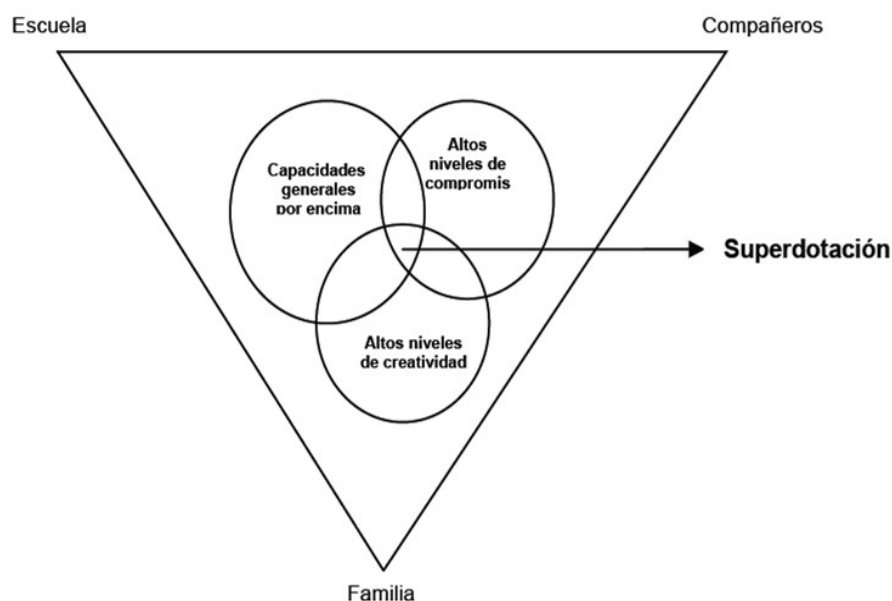 Escuela
Compañeros
Capacidades
generales
por encima
Altos
niveles de
compromis
Superdotación
Altos niveles
de creatividad
Familia